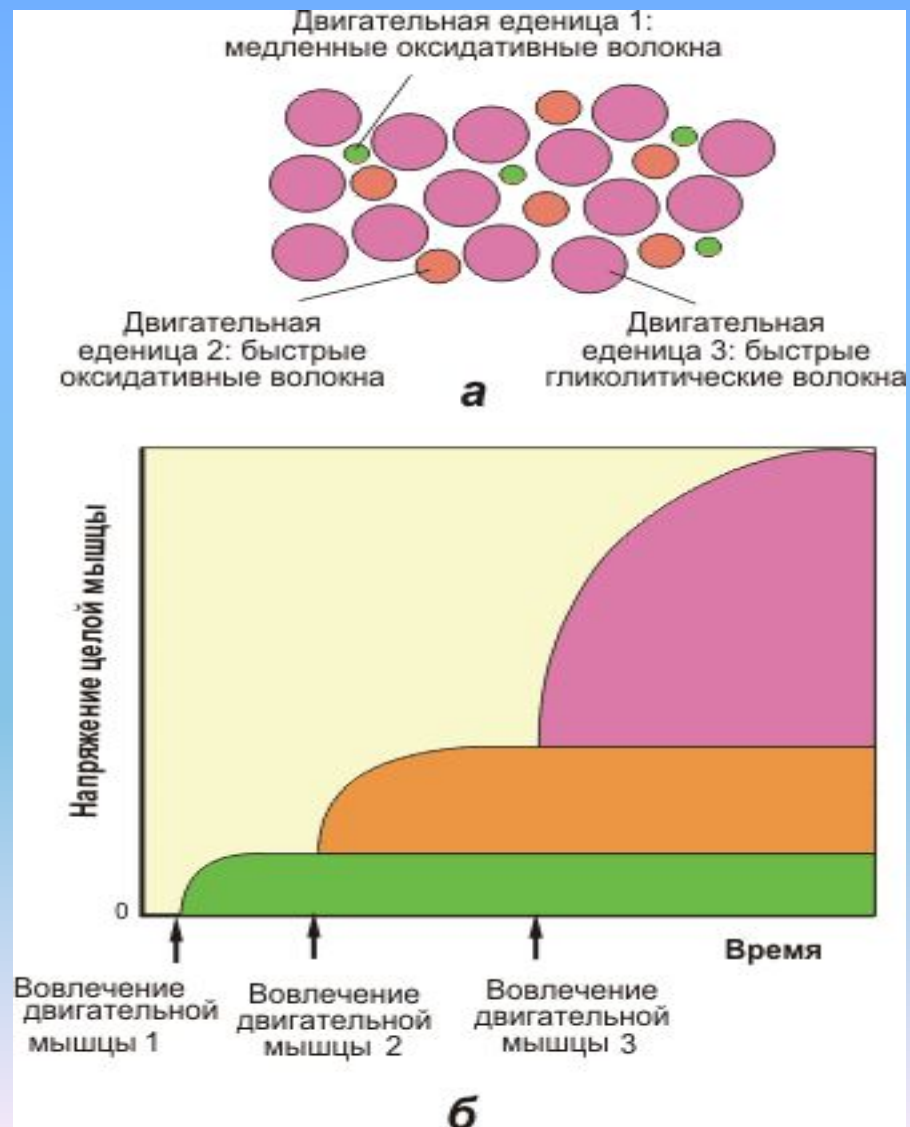 Двигательная еденица 1:
медленные оксидативные волокна
Двигательная
еденица 2: быстрые
оксидативные волокна
Двигательная
еденица 3: быстрые
гликолитические волокна
а
Напряжение целой мышцы
0
Время
Вовлечение
двигательной
мышцы 1
Вовлечение
двигательной
мышцы 2
Вовлечение
двигательной
мышцы 3
б